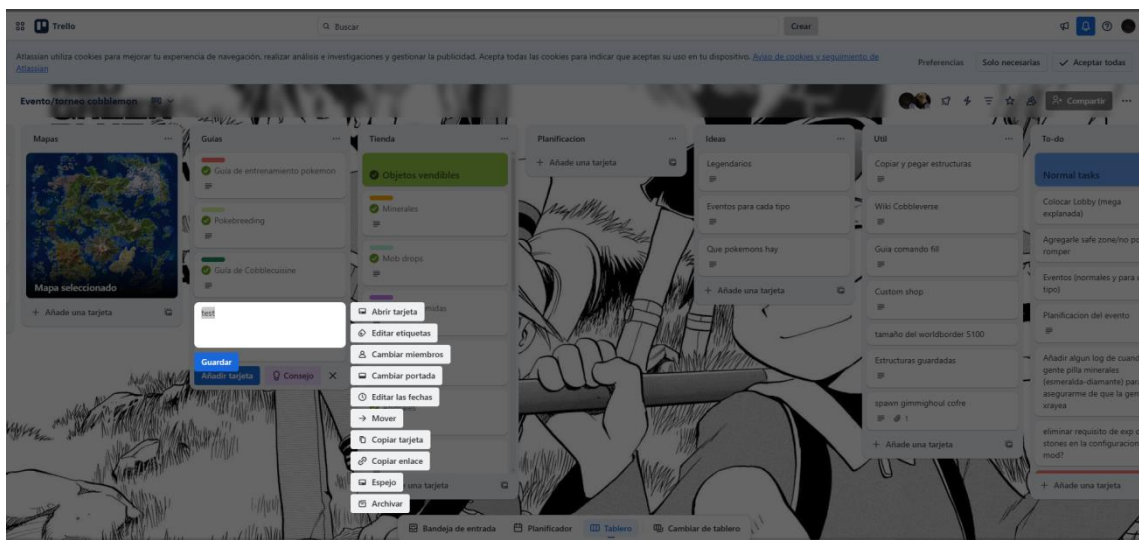 Trello
Buscar
Crear
Atlassian utiliza cookies para mejorar tu experiencia de navegación, realizar análisis e investigaciones y gestionar la publicidad. Acepta todas las cookies para indicar que aceptas su uso en tu dispositivo. Aviso de cookies y seguimiento de
Atlassian
Preferencias
Solo necesarias
Aceptar todas
Evento/torneo cobblemon
Compartir
Mapas
Mapa seleccionado
+ Añade una tarjeta
Guias
Guía de entrenamiento pokemon
Pokebreeding
Guía de Cobblecuisine
test
Guardar
Añadir tarjeta
Consejo
Tienda
Objetos vendibles
Minerales
Mob drops
midas
una tarjeta
Abrir tarjeta
Editar etiquetas
Cambiar miembros
Cambiar portada
Editar las fechas
Mover
Copiar tarjeta
Copiar enlace
Espejo
Archivar
Planificacion
+ Añade una tarjeta
Ideas
Legendarios
Eventos para cada tipo
Que pokemons hay
+ Añade una tarjeta
Util
Copiar y pegar estructuras
Wiki Cobbleverse
Guia comando fill
Custom shop
tamaño del worldborder 5100
Estructuras guardadas
spawn gimmighoul cofre
1
+ Añade una tarjeta
To-do
Normal tasks
Colocar Lobby (mega
explanada)
Agregarle safe zone/no po
romper
Eventos (normales y para
tipo)
Planificacion del evento
Añadir algun log de cuand
gente pilla minerales
(esmeralda-diamante) para
asegurarme de que la gen
xrayea
eliminar requisito de exp
stones en la configuracion
mod?
+ Añade una tarjeta
Bandeja de entrada
Planificador
Tablero
Cambiar de tablero